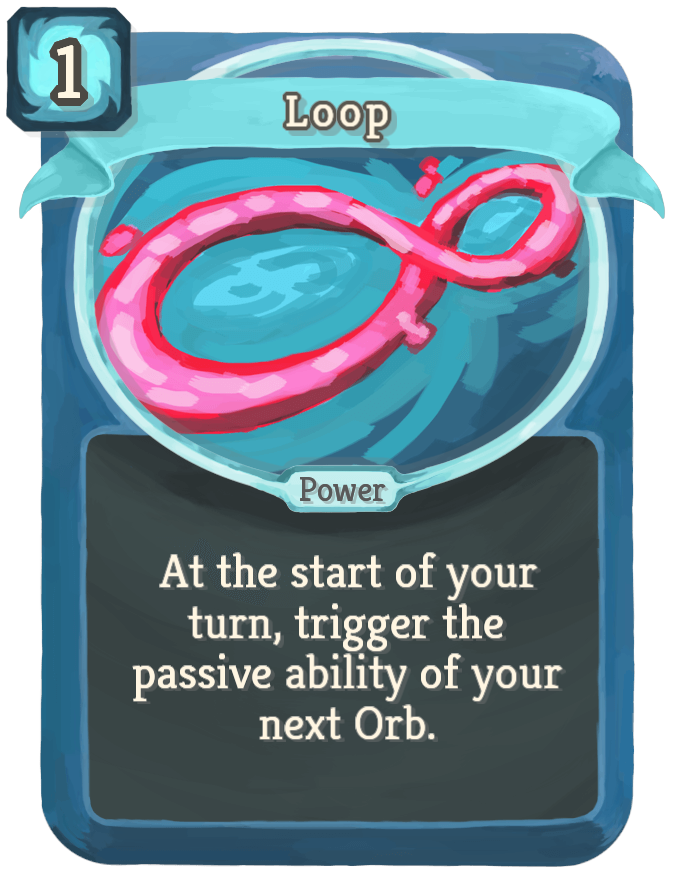 1
Loop
Power
At the start of your
turn, trigger the
passive ability of your
next Orb.